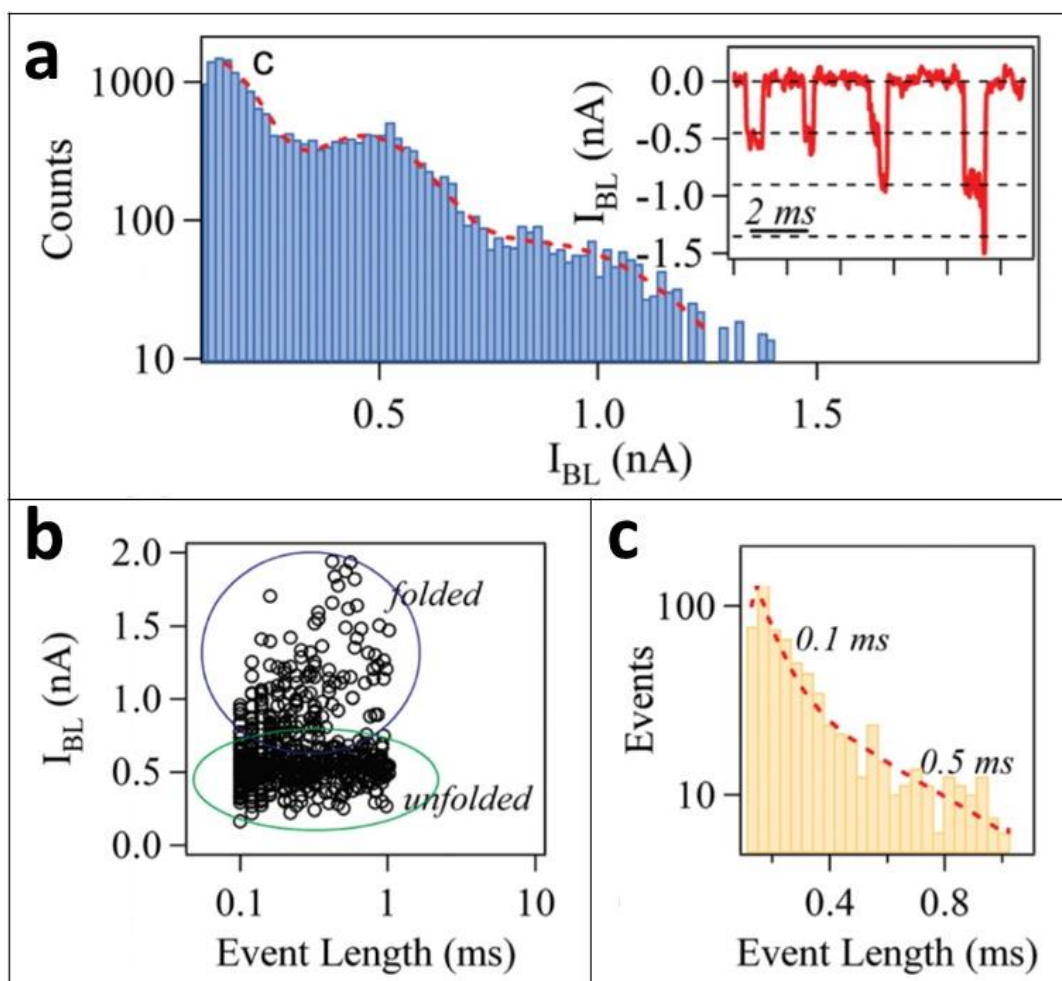 a
C
1000
100
10
Counts
0.5
1.0
1.5
I_BL (nA)
0.0
-0.5
-1.0
-1.5
I_BL (nA)
2 ms
b
2.0
1.5
1.0
0.5
0.0
I_BL (nA)
folded
unfolded
0.1
1
10
Event Length (ms)
c
100
10
Events
0.1 ms
0.5 ms
0.4
0.8
Event Length (ms)